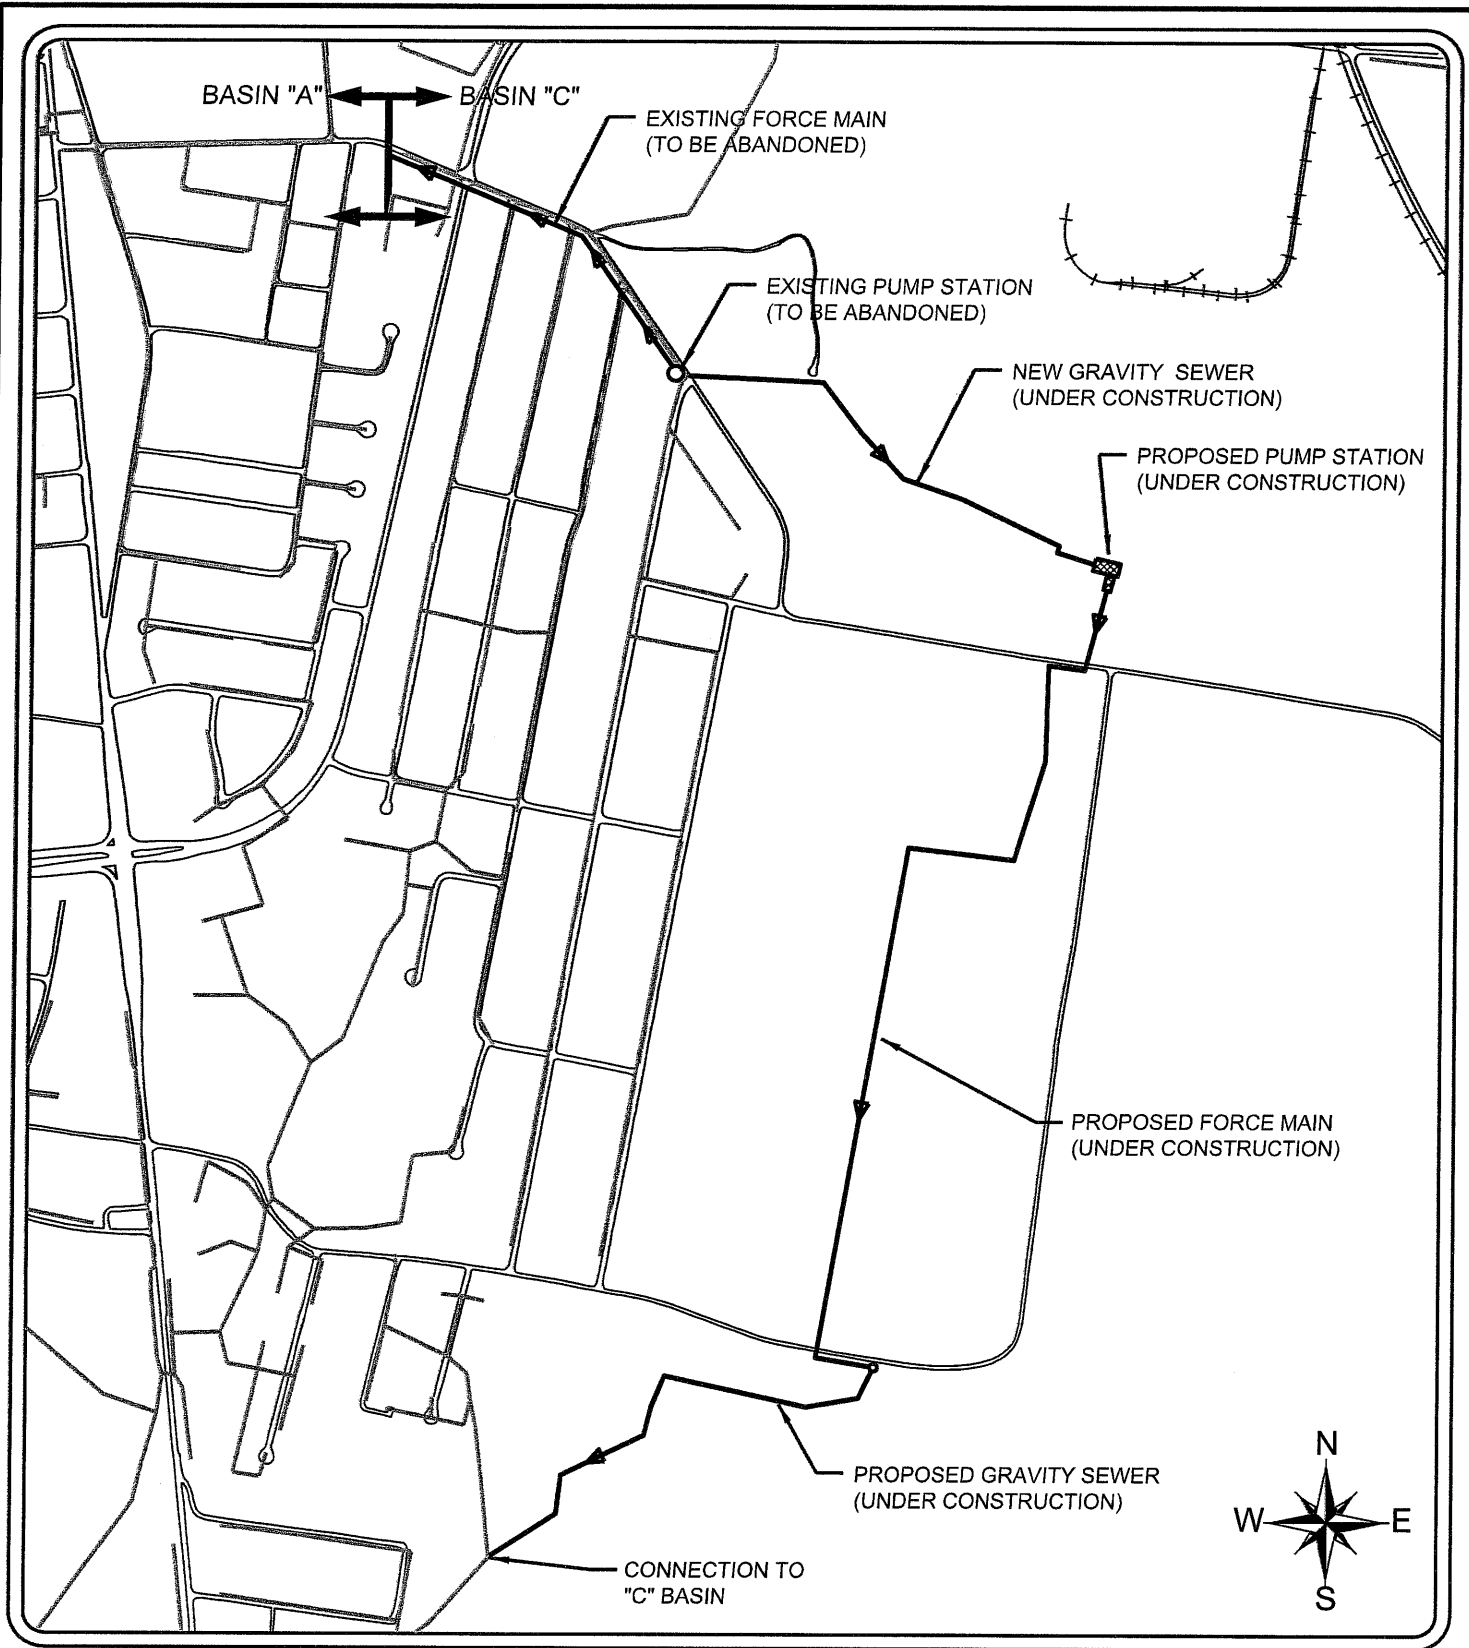 BASIN "A"
BASIN "C"
EXISTING FORCE MAIN
(TO BE ABANDONED)
EXISTING PUMP STATION
(TO BE ABANDONED)
NEW GRAVITY SEWER
(UNDER CONSTRUCTION)
PROPOSED PUMP STATION
(UNDER CONSTRUCTION)
PROPOSED FORCE MAIN
(UNDER CONSTRUCTION)
PROPOSED GRAVITY SEWER
(UNDER CONSTRUCTION)
CONNECTION TO
"C" BASIN
N
W
E
S